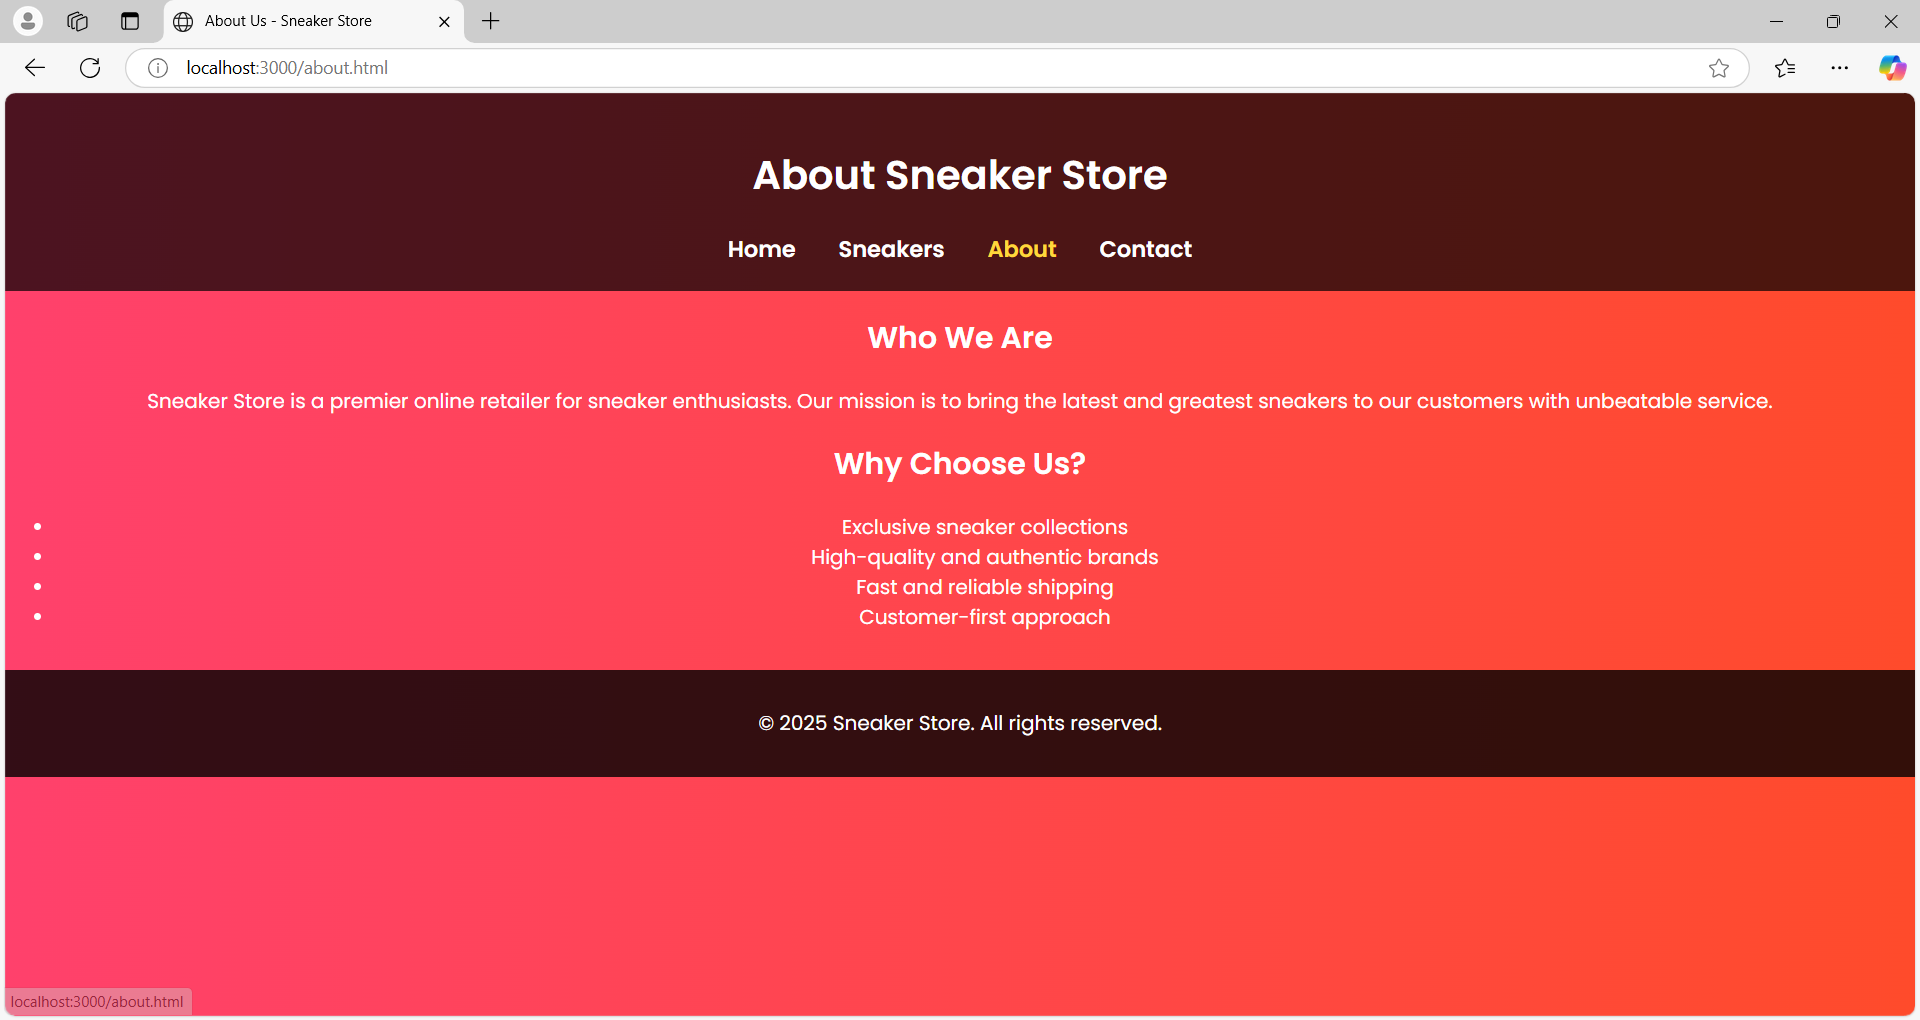 About Us - Sneaker Store
localhost:3000/about.html
About Sneaker Store
Home Sneakers About Contact
Who We Are
Sneaker Store is a premier online retailer for sneaker enthusiasts. Our mission is to bring the latest and greatest sneakers to our customers with unbeatable service.
Why Choose Us?
• Exclusive sneaker collections
• High-quality and authentic brands
• Fast and reliable shipping
• Customer-first approach
© 2025 Sneaker Store. All rights reserved.
localhost:3000/about.html